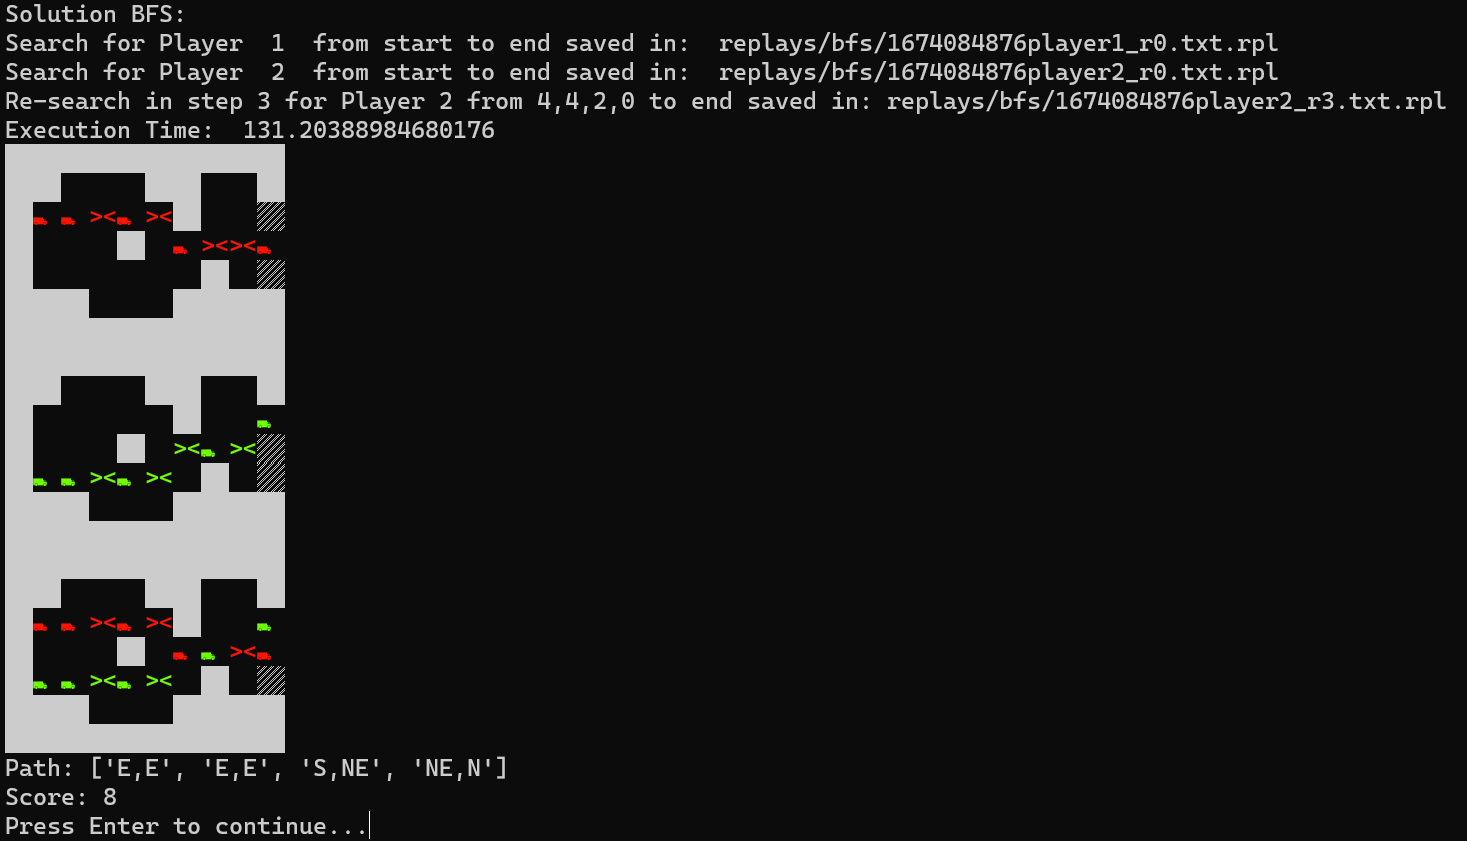 Solution BFS:
Search for Player  1  from start to end saved in:  replays/bfs/1674084876player1_r0.txt.rpl
Search for Player  2  from start to end saved in:  replays/bfs/1674084876player2_r0.txt.rpl
Re-search in step 3 for Player 2 from 4,4,2,0 to end saved in: replays/bfs/1674084876player2_r3.txt.rpl
Execution Time:  131.20388984680176
>< ><
><><
>< ><
>< ><
>< ><
><
>< ><
Path: ['E,E', 'E,E', 'S,NE', 'NE,N']
Score: 8
Press Enter to continue...